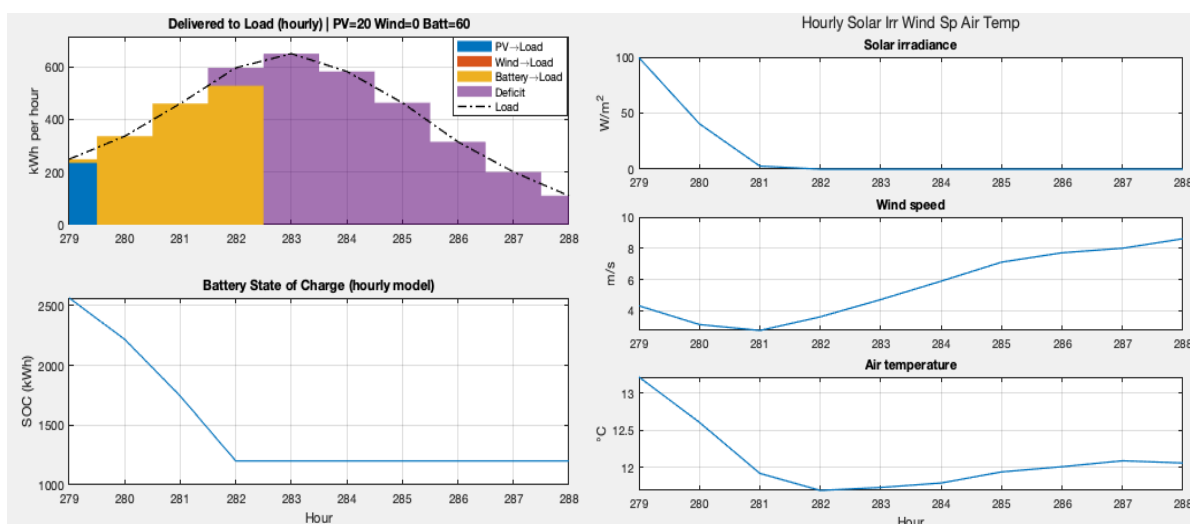 Delivered to Load (hourly) | PV=20 Wind=0 Batt=60
kWh per hour
600
400
200
0
279 280 281 282 283 284 285 286 287 288
PV→Load
Wind→Load
Battery→Load
Deficit
Load
Battery State of Charge (hourly model)
SOC (kWh)
2500
2000
1500
1000
279 280 281 282 283 284 285 286 287 288
Hour
Hourly Solar Irr Wind Sp Air Temp
Solar irradiance
W/m²
100
50
0
279 280 281 282 283 284 285 286 287 288
Wind speed
m/s
10
8
6
4
279 280 281 282 283 284 285 286 287 288
Air temperature
°C
13
12.5
12
279 280 281 282 283 284 285 286 287 288
Hour